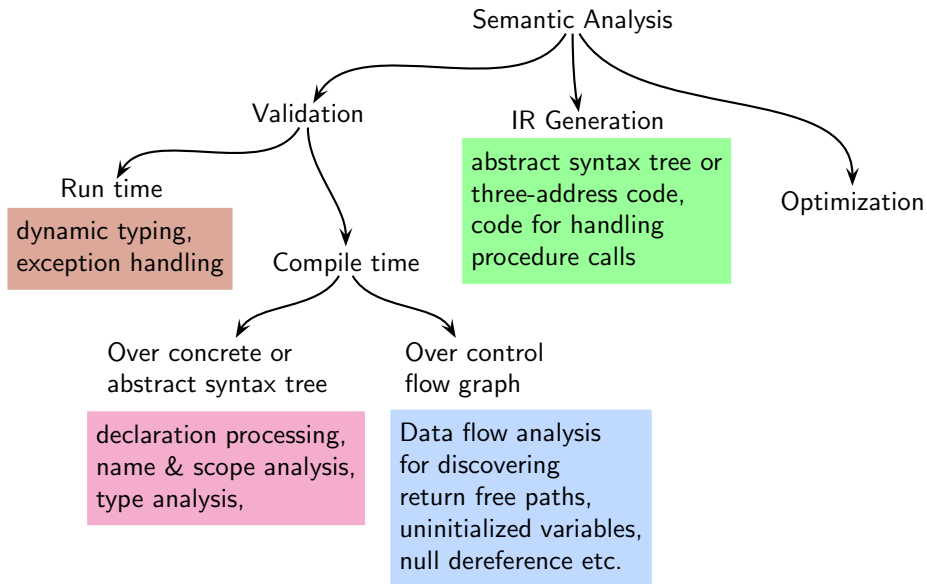 Semantic Analysis
Validation
IR Generation
abstract syntax tree or
three-address code,
code for handling
procedure calls
Optimization
Run time
dynamic typing,
exception handling
Compile time
Over concrete or
abstract syntax tree
declaration processing,
name & scope analysis,
type analysis,
Over control
flow graph
Data flow analysis
for discovering
return free paths,
uninitialized variables,
null dereference etc.